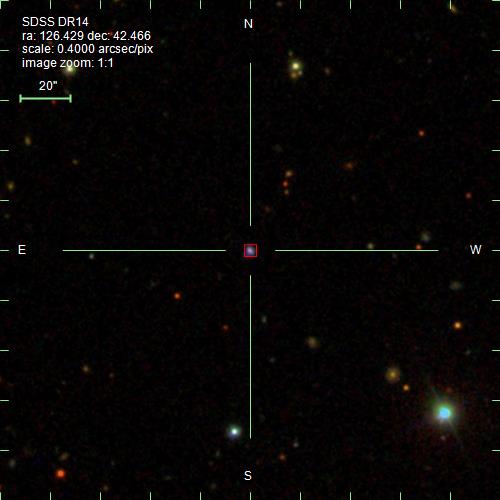 SDSS DR14
ra: 126.429 dec: 42.466
scale: 0.4000 arcsec/pix
image zoom: 1:1
20"
N
E
W
S